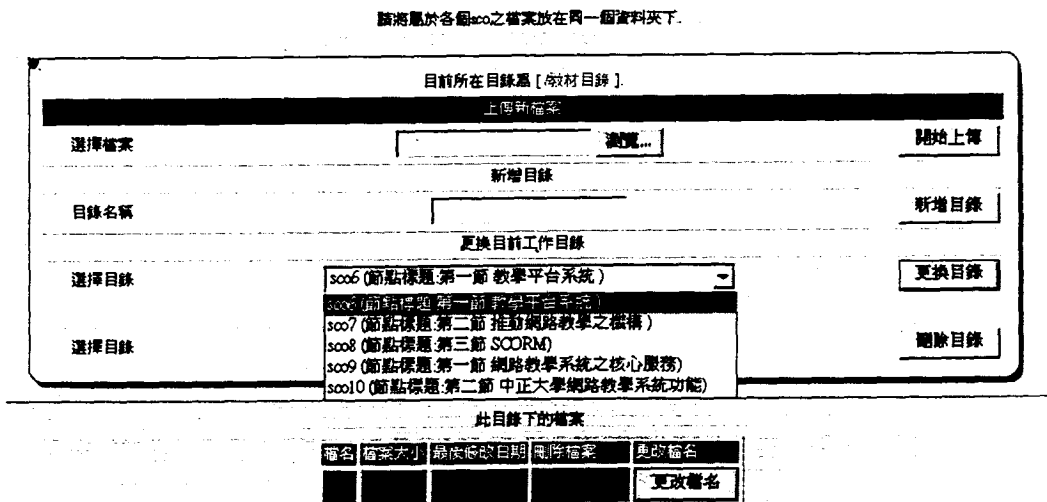 請將屬於各個sco之檔案放在同一個資料夾下.
目前所在目錄為 [ /教材目錄 ].
上傳新檔案
選擇檔案 瀏覽... 開始上傳
新增目錄
目錄名稱 新增目錄
更換目前工作目錄
選擇目錄 sco6 (節點標題:第一節 教學平台系統 ) 更換目錄
sco6 (節點標題:第一節 教學平台系統 )
sco7 (節點標題:第二節 推動網路教學之機構 )
選擇目錄 sco8 (節點標題:第三節 SCORM) 刪除目錄
sco9 (節點標題:第一節 網路教學系統之核心服務)
sco10 (節點標題:第二節 中正大學網路教學系統功能)
此目錄下的檔案
檔名 檔案大小 最後修改日期 刪除檔案 更改檔名
更改檔名